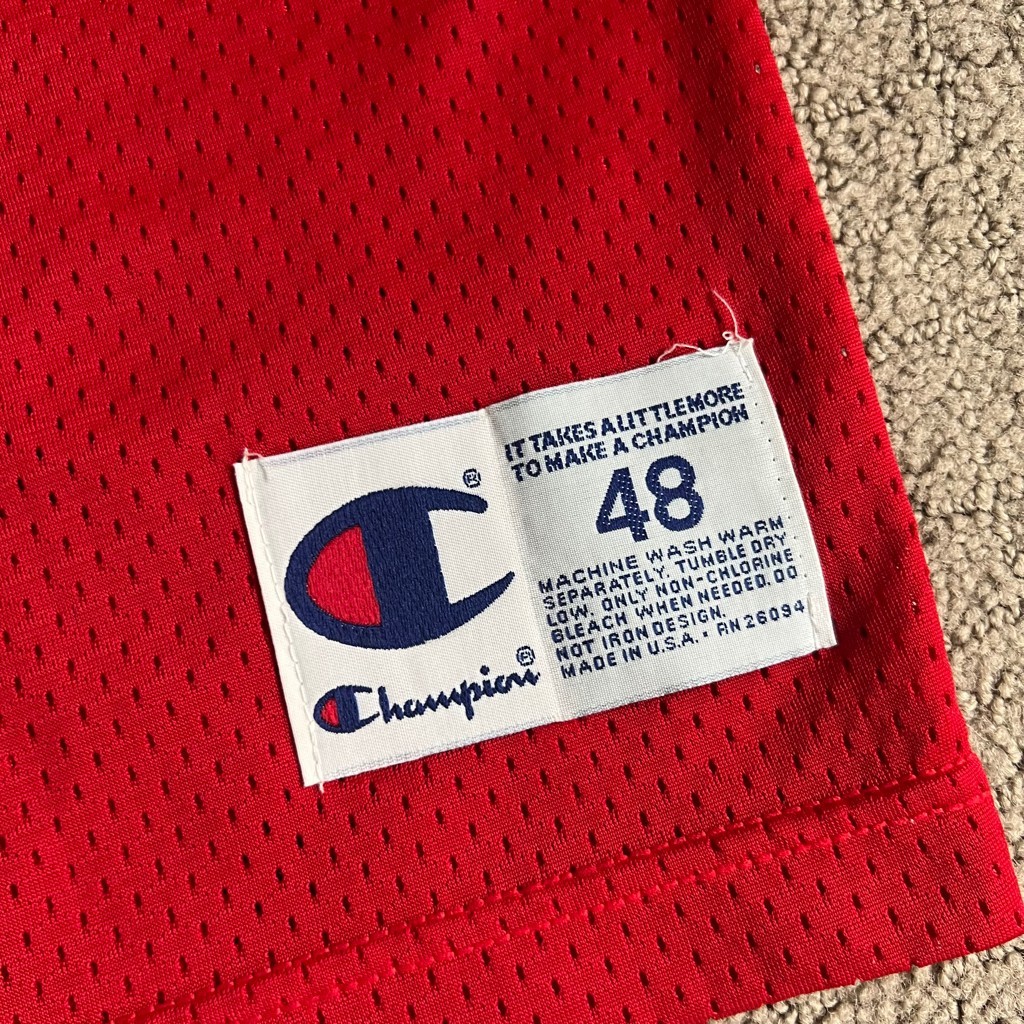 ®
Champion®
IT TAKES A LITTLE MORE
TO MAKE A CHAMPION
48
MACHINE WASH WARM
SEPARATELY. TUMBLE DRY
LOW. ONLY NON-CHLORINE
BLEACH WHEN NEEDED. DO
NOT IRON DESIGN.
MADE IN U.S.A. • RN 26094